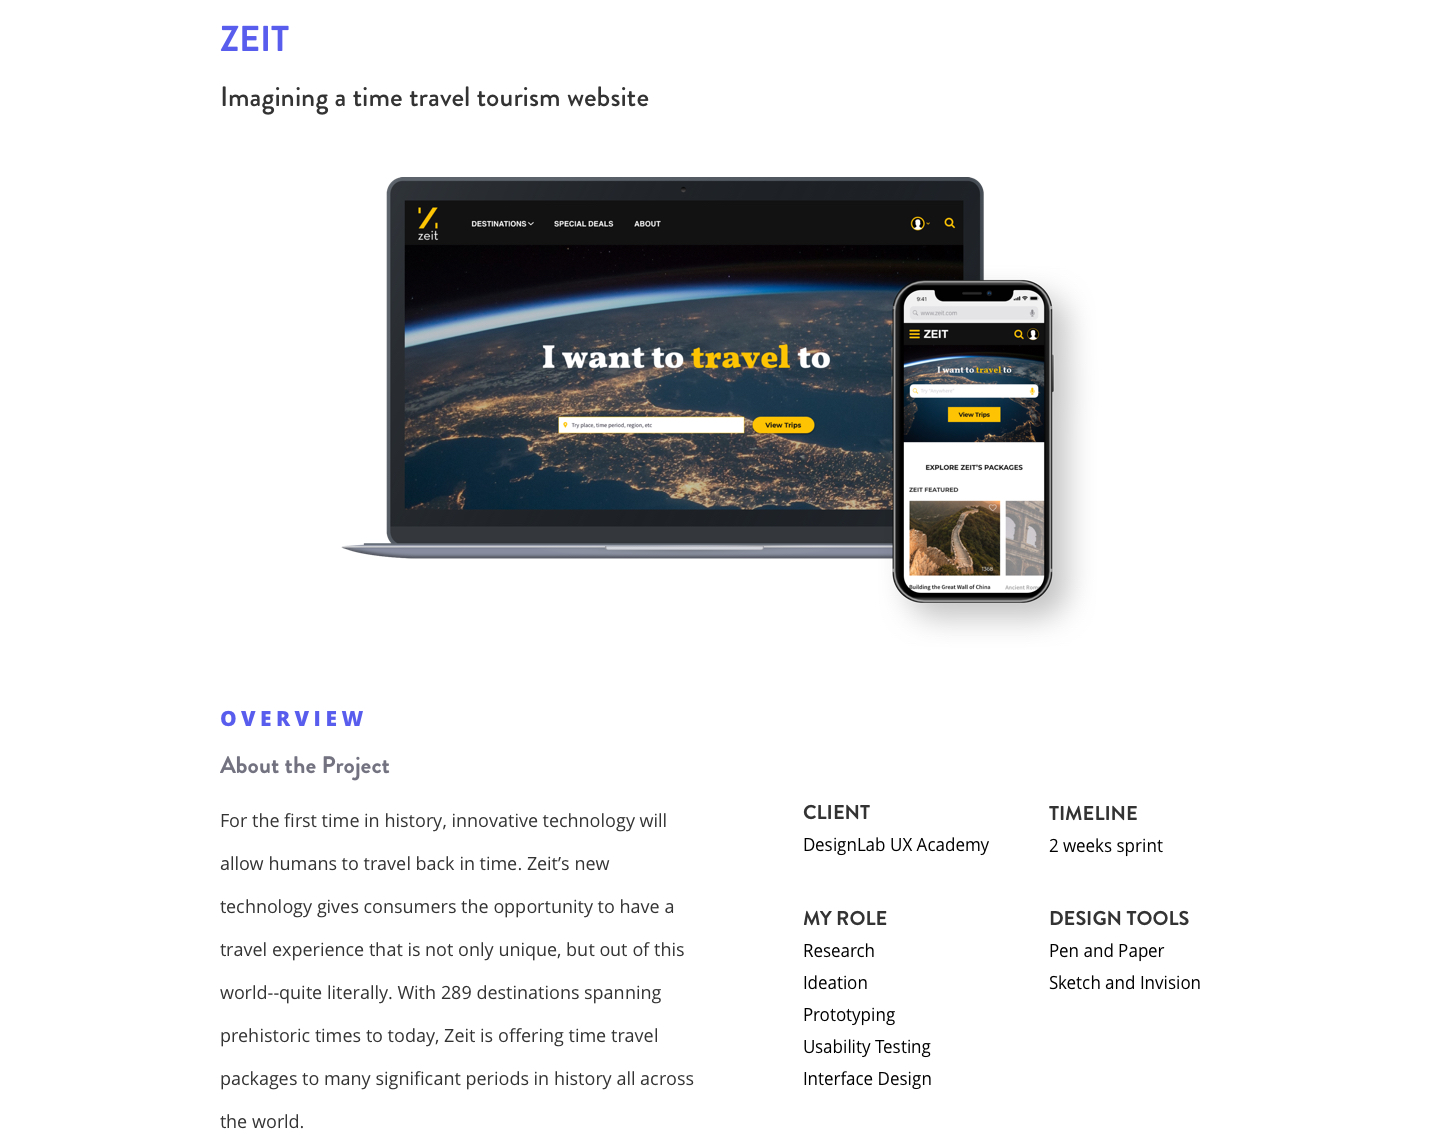 ZEIT
Imagining a time travel tourism website
zeit
DESTINATIONS
SPECIAL DEALS
ABOUT
I want to travel to
Try place, time period, region, etc
View Trips
9:41
www.zeit.com
ZEIT
I want to travel to
View Trips
EXPLORE ZEIT'S PACKAGES
ZEIT FEATURED
1368
Building the Great Wall of China
Ancient Rom
OVERVIEW
About the Project
For the first time in history, innovative technology will
allow humans to travel back in time. Zeit’s new
technology gives consumers the opportunity to have a
travel experience that is not only unique, but out of this
world--quite literally. With 289 destinations spanning
prehistoric times to today, Zeit is offering time travel
packages to many significant periods in history all across
the world.
CLIENT
DesignLab UX Academy
TIMELINE
2 weeks sprint
MY ROLE
Research
Ideation
Prototyping
Usability Testing
Interface Design
DESIGN TOOLS
Pen and Paper
Sketch and Invision